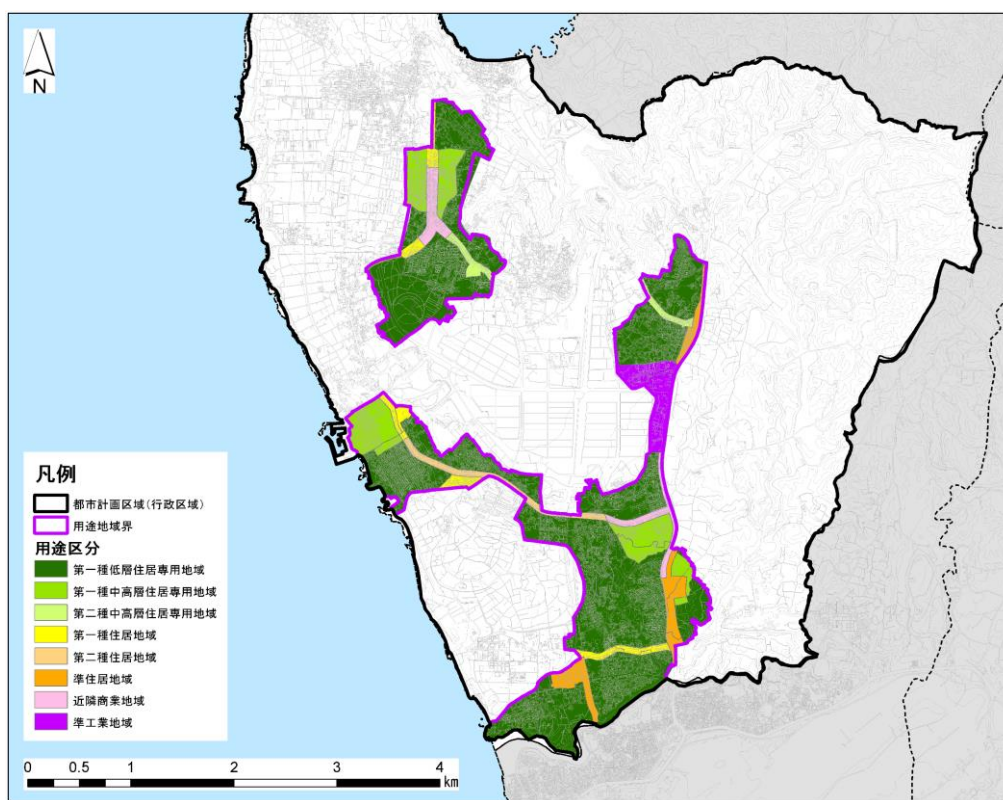 N
凡例
都市計画区域(行政区域)
用途地域界
用途区分
第一種低層住居専用地域
第一種中高層住居専用地域
第二種中高層住居専用地域
第一種住居地域
第二種住居地域
準住居地域
近隣商業地域
準工業地域
0 0.5 1 2 3 4
km